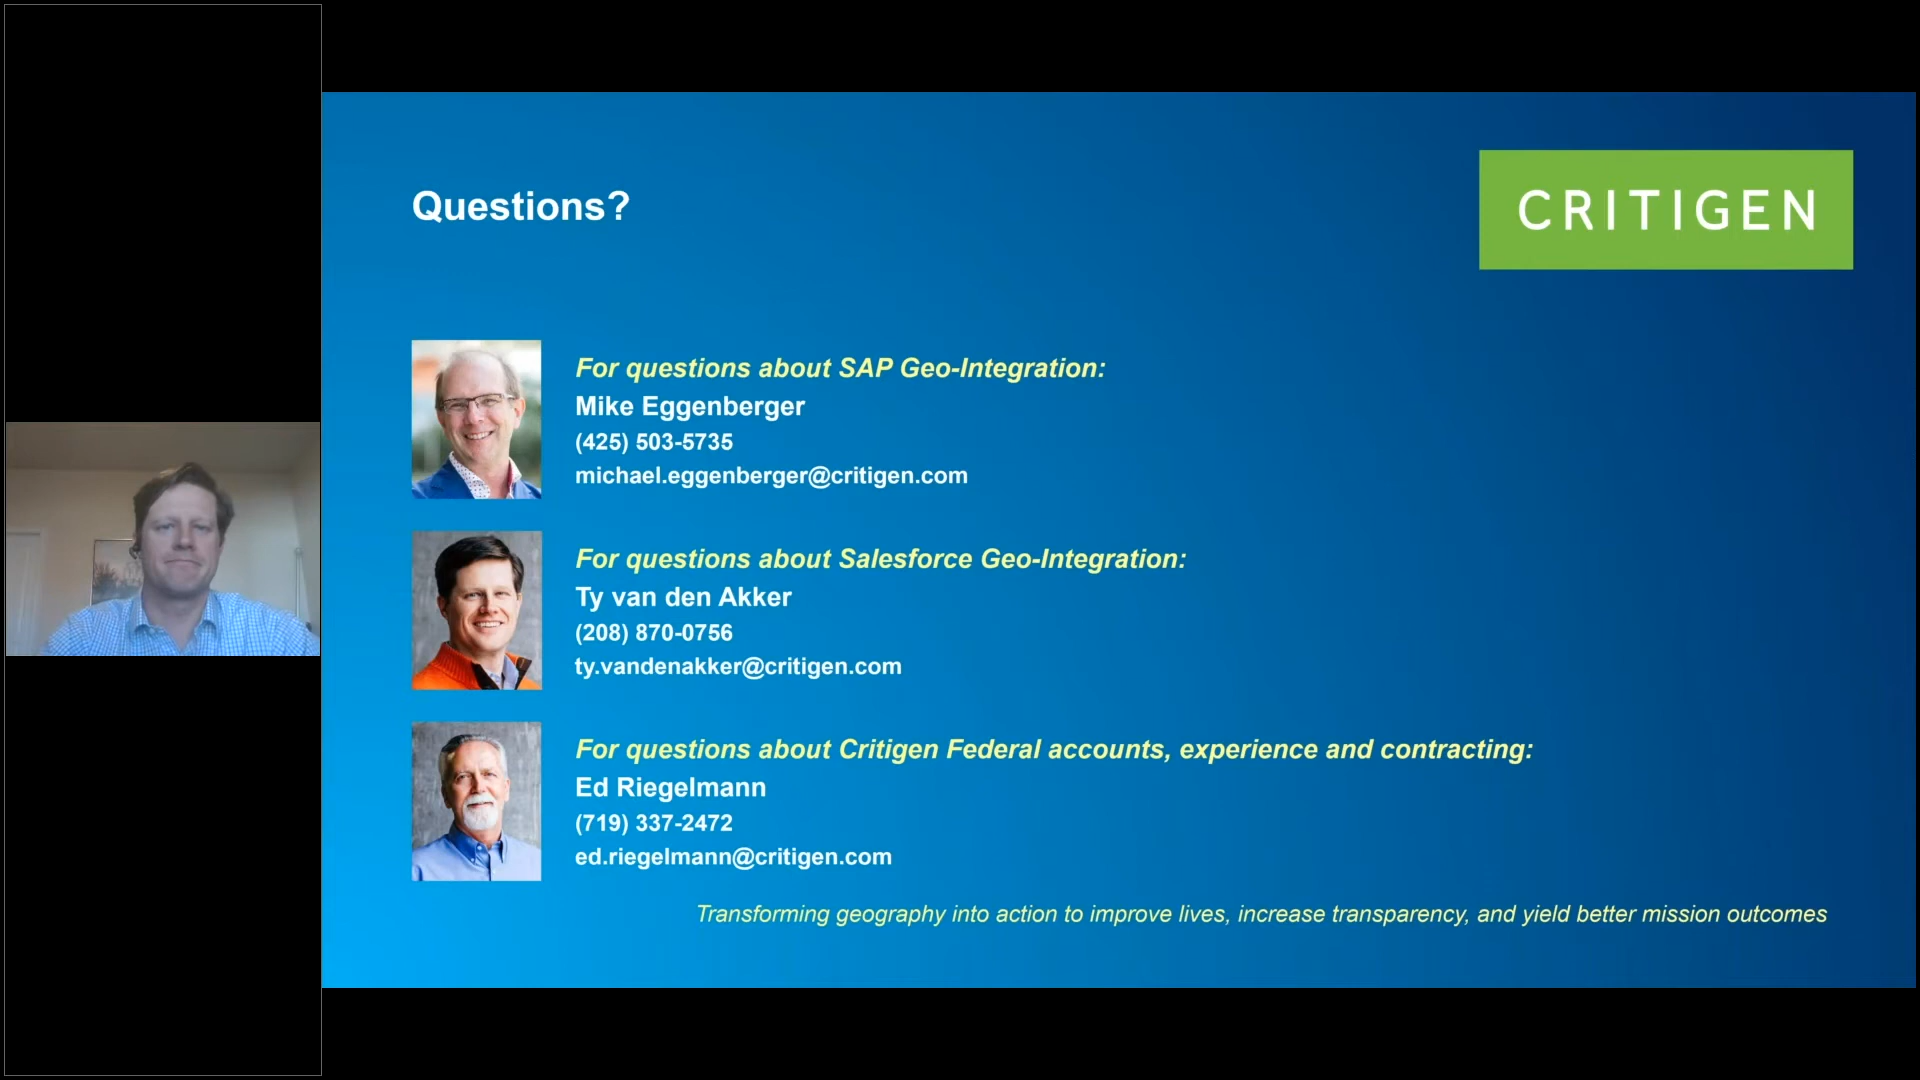 Questions?
CRITIGEN
For questions about SAP Geo-Integration:
Mike Eggenberger
(425) 503-5735
michael.eggenberger@critigen.com
For questions about Salesforce Geo-Integration:
Ty van den Akker
(208) 870-0756
ty.vandenakker@critigen.com
For questions about Critigen Federal accounts, experience and contracting:
Ed Riegelmann
(719) 337-2472
ed.riegelmann@critigen.com
Transforming geography into action to improve lives, increase transparency, and yield better mission outcomes